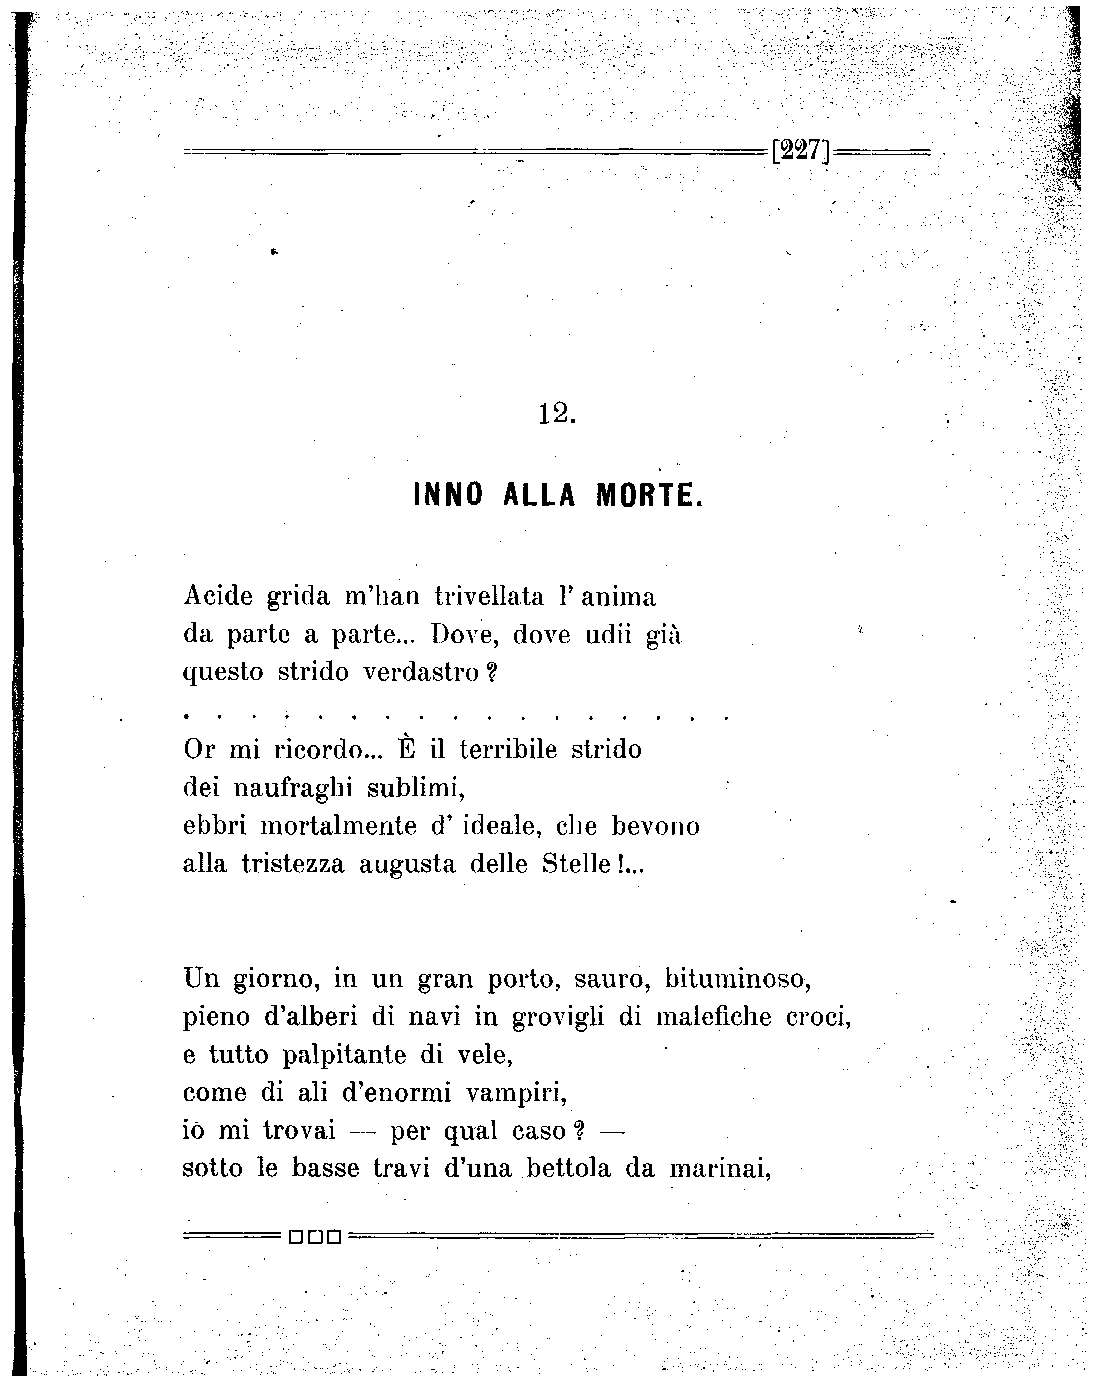 [227]
12.
INNO ALLA MORTE.
Acide grida m'han trivellata l' anima
da parte a parte... Dove, dove udii già
questo strido verdastro ?
. . . . . . . . . . . . . . . . .
Or mi ricordo... È il terribile strido
dei naufraghi sublimi,
ebbri mortalmente d' ideale, che bevono
alla tristezza augusta delle Stelle !...
Un giorno, in un gran porto, sauro, bituminoso,
pieno d'alberi di navi in grovigli di malefiche croci,
e tutto palpitante di vele,
come di ali d'enormi vampiri,
io mi trovai — per qual caso ? —
sotto le basse travi d'una bettola da marinai,